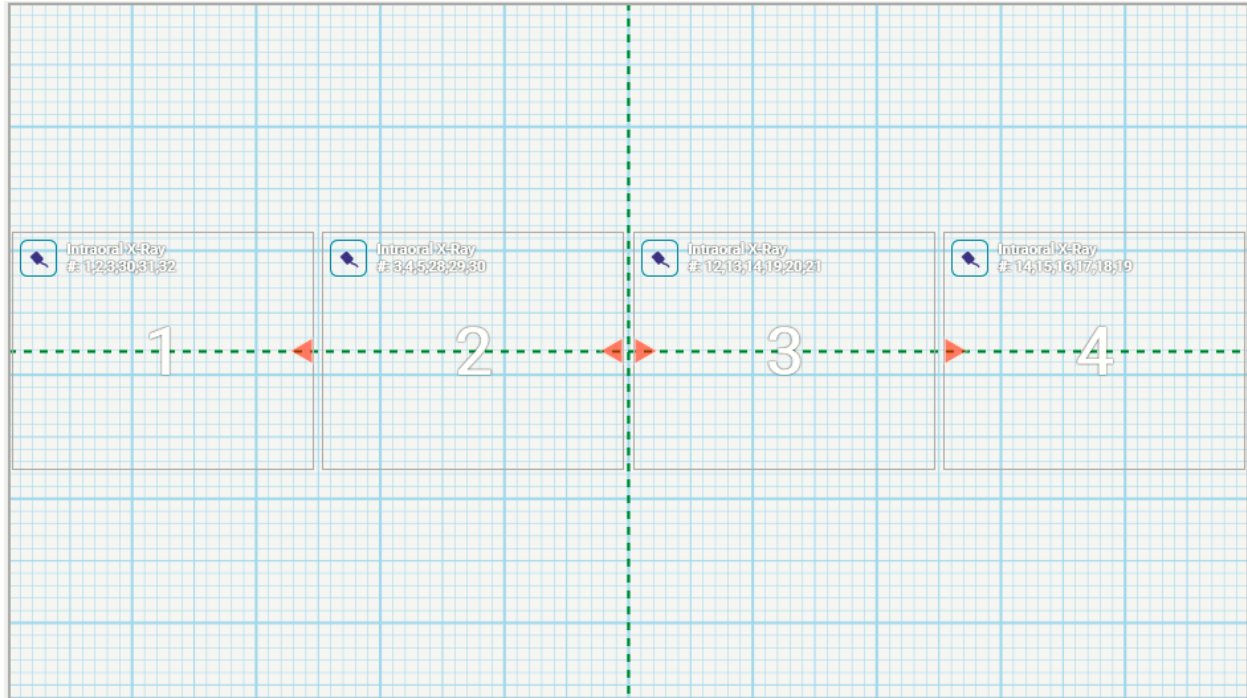 Intraoral X-Ray
#: 1,2,3,30,31,32
1
Intraoral X-Ray
#: 3,4,5,28,29,30
2
Intraoral X-Ray
#: 12,13,14,19,20,21
3
Intraoral X-Ray
#: 14,15,16,17,18,19
4